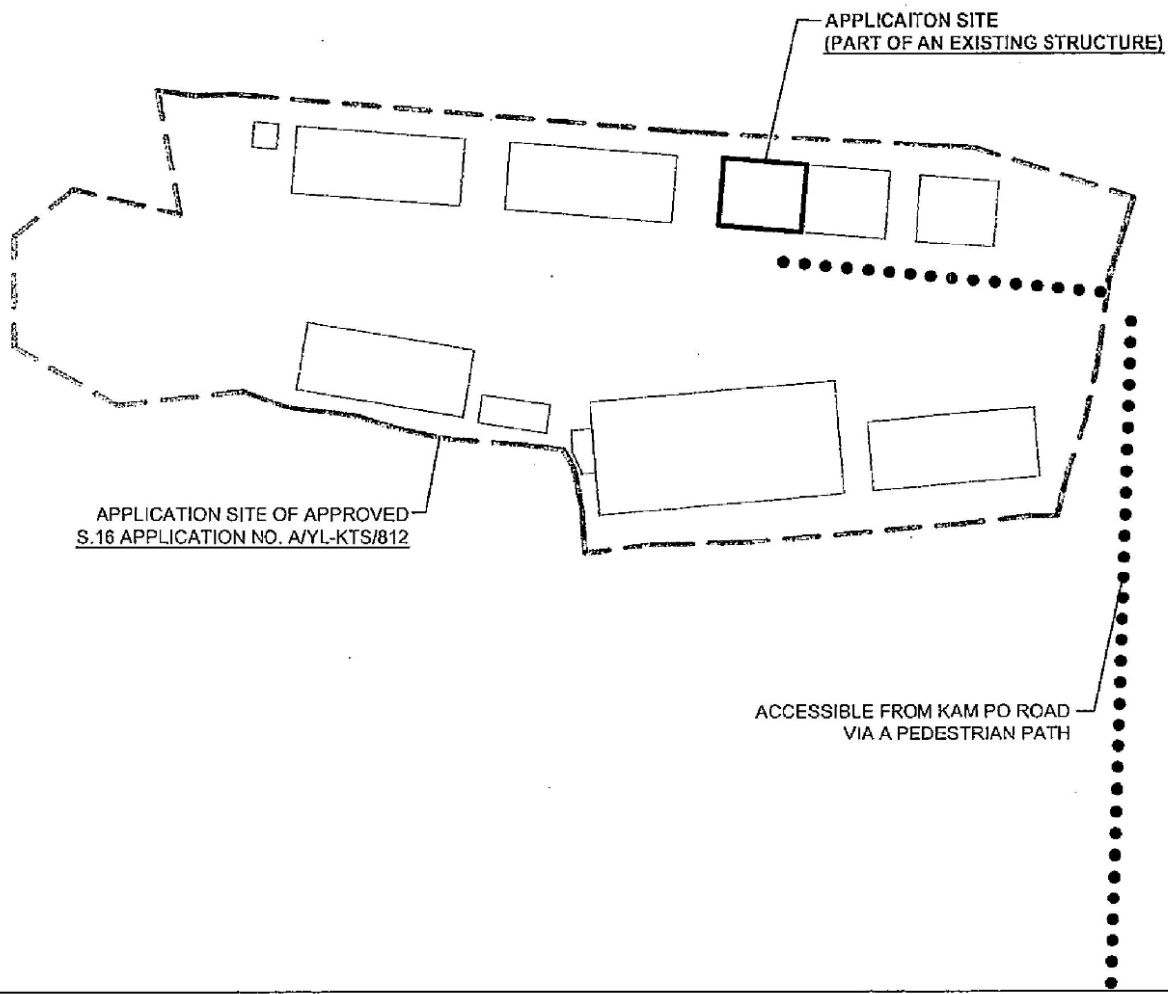 APPLICAITON SITE
(PART OF AN EXISTING STRUCTURE)
APPLICATION SITE OF APPROVED
S.16 APPLICATION NO. A/YL-KTS/812
ACCESSIBLE FROM KAM PO ROAD
VIA A PEDESTRIAN PATH